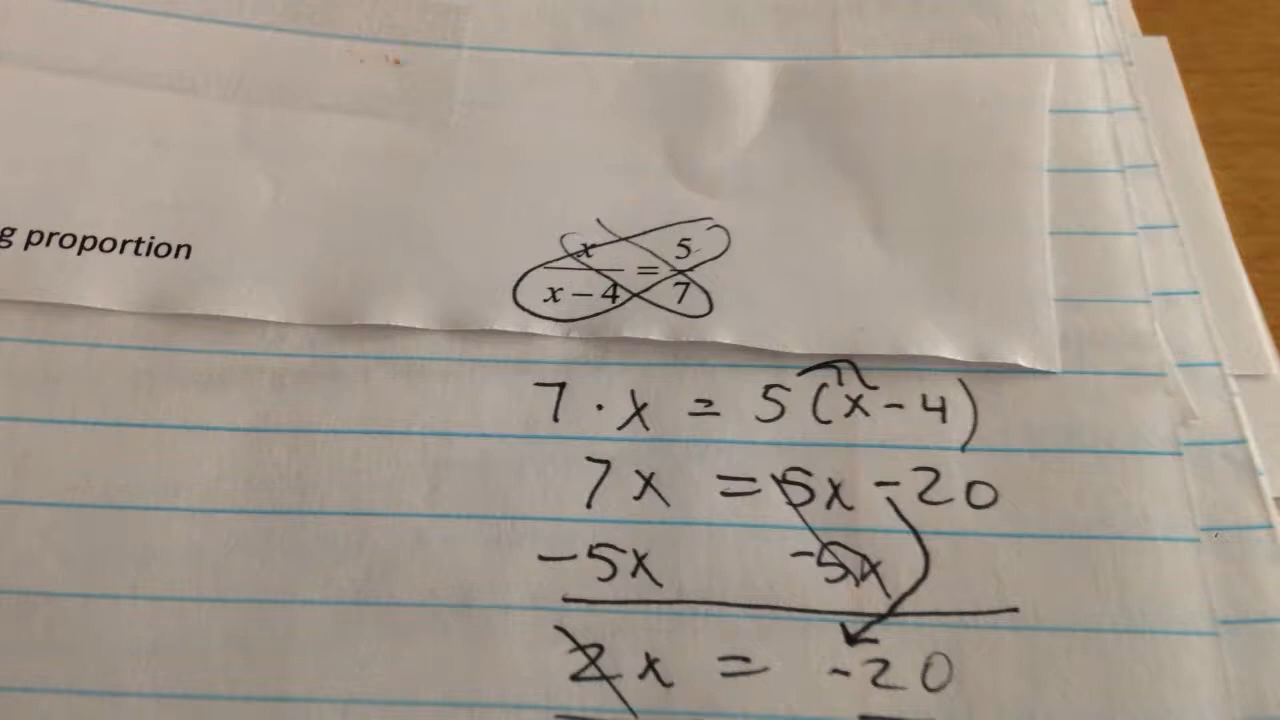 g proportion
x/(x – 4) = 5/7
7 · x = 5(x - 4)
7x = 5x - 20
-5x -5x
2x = -20